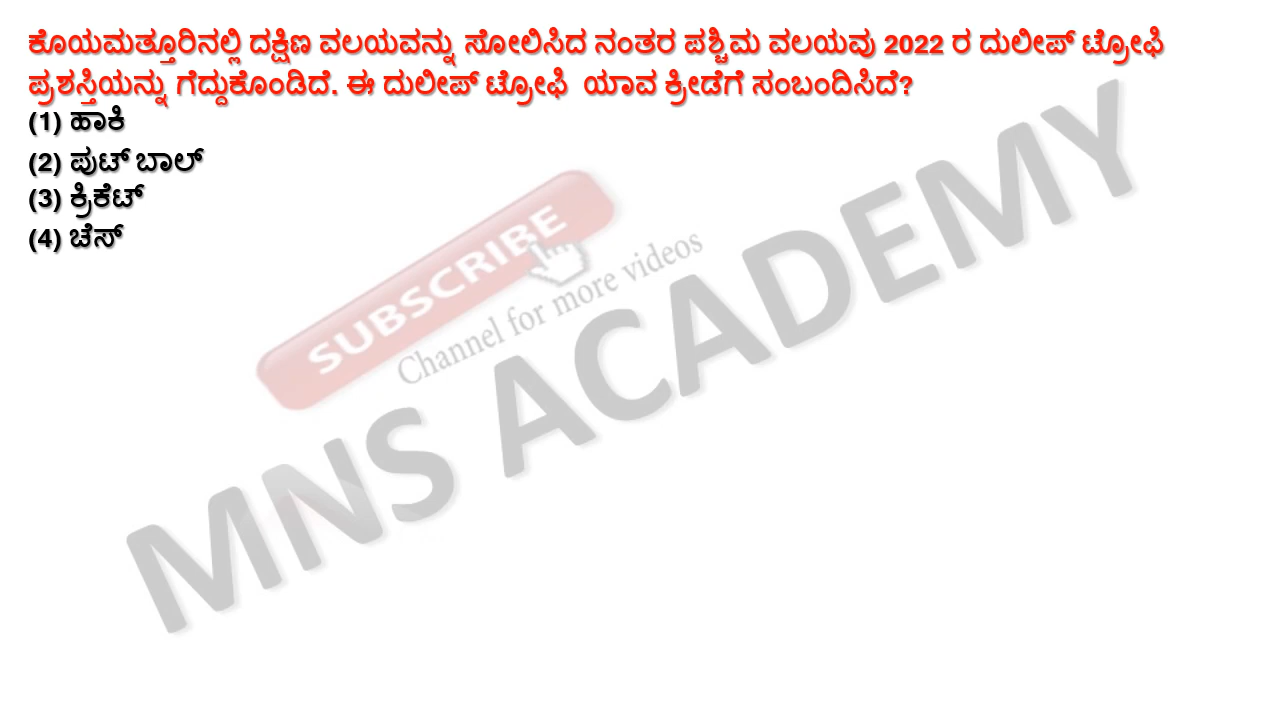 ಕೊಯಮತ್ತೂರಿನಲ್ಲಿ ದಕ್ಷಿಣ ವಲಯವನ್ನು ಸೋಲಿಸಿದ ನಂತರ ಪಶ್ಚಿಮ ವಲಯವು 2022 ರ ದುಲೀಪ್ ಟ್ರೋಫಿ
ಪ್ರಶಸ್ತಿಯನ್ನು ಗೆದ್ದುಕೊಂಡಿದೆ. ಈ ದುಲೀಪ್ ಟ್ರೋಫಿ ಯಾವ ಕ್ರೀಡೆಗೆ ಸಂಬಂದಿಸಿದೆ?
(1) ಹಾಕಿ
(2) ಪುಟ್ ಬಾಲ್
(3) ಕ್ರಿಕೆಟ್
(4) ಚೆಸ್
SUBSCRIBE
Channel for more videos
MNS ACADEMY